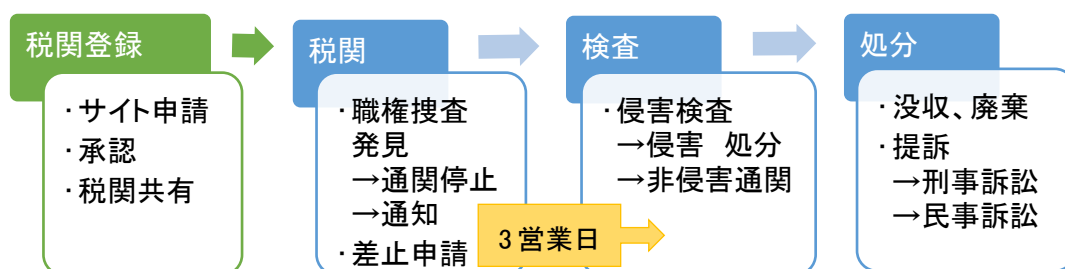 税関登録
・サイト申請
・承認
・税関共有
税関
・職権捜査
発見
→通関停止
→通知
・差止申請
3営業日
検査
・侵害検査
→侵害　処分
→非侵害通関
処分
・没収、廃棄
・提訴
→刑事訴訟
→民事訴訟